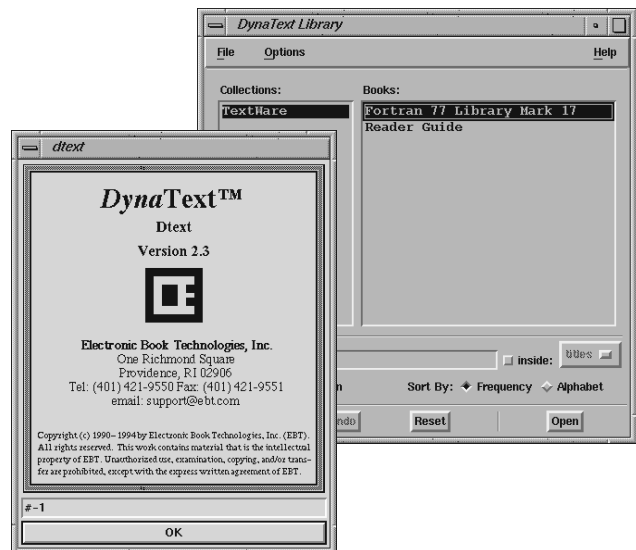 DynaText Library
File Options Help
Collections: Books:
TextWare Fortran 77 Library Mark 17
Reader Guide
inside: titles
Sort By: Frequency Alphabet
Reset Open
dtext
DynaText™
Dtext
Version 2.3
Electronic Book Technologies, Inc.
One Richmond Square
Providence, RI 02906
Tel: (401) 421-9550 Fax: (401) 421-9551
email: support@ebt.com
Copyright (c) 1990–1994 by Electronic Book Technologies, Inc. (EBT).
All rights reserved. This work contains material that is the intellectual
property of EBT. Unauthorized use, examination, copying, and/or trans-
fer are prohibited, except with the express written agreement of EBT.
#-1
OK